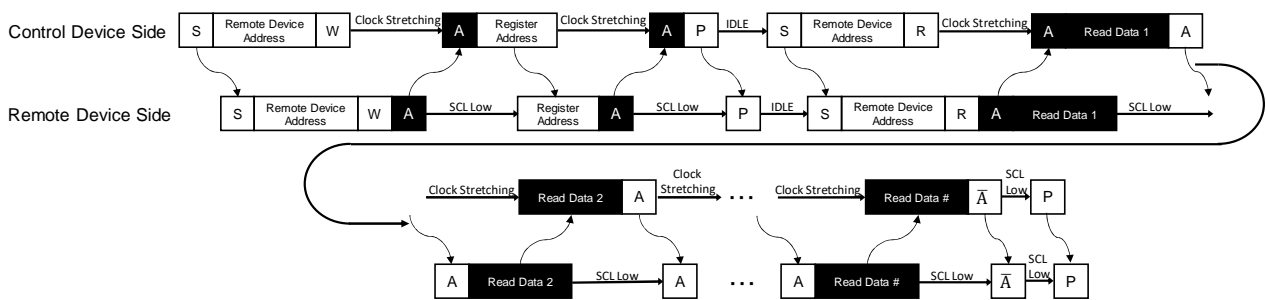 Control Device Side
S
Remote Device
Address
W
Clock Stretching
A
Register
Address
Clock Stretching
A
P
IDLE
S
Remote Device
Address
R
Clock Stretching
A
Read Data 1
A
Remote Device Side
S
Remote Device
Address
W
A
SCL Low
Register
Address
A
SCL Low
P
IDLE
S
Remote Device
Address
R
A
Read Data 1
SCL Low
Clock Stretching
Read Data 2
A
Clock
Stretching
...
Clock Stretching
Read Data #
A̅
SCL
Low
P
A
Read Data 2
SCL Low
A
...
A
Read Data #
SCL Low
A̅
SCL
Low
P